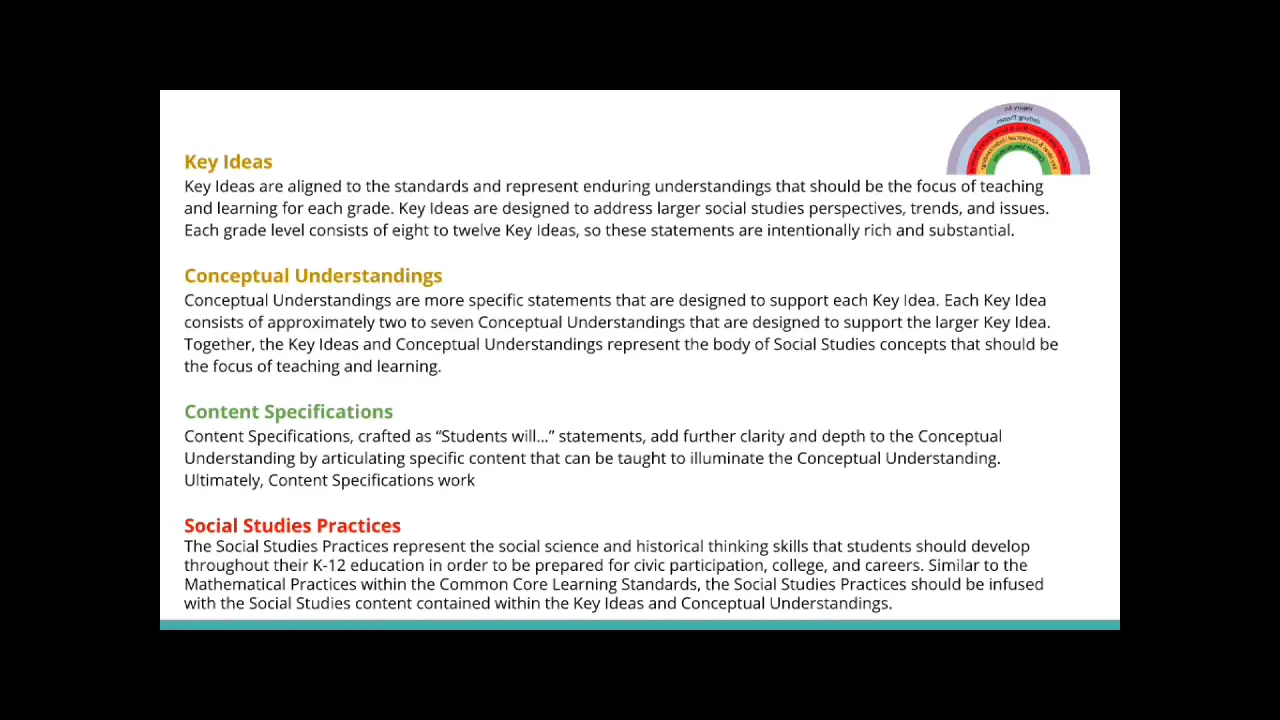 Key Ideas
Key Ideas are aligned to the standards and represent enduring understandings that should be the focus of teaching
and learning for each grade. Key Ideas are designed to address larger social studies perspectives, trends, and issues.
Each grade level consists of eight to twelve Key Ideas, so these statements are intentionally rich and substantial.
Conceptual Understandings
Conceptual Understandings are more specific statements that are designed to support each Key Idea. Each Key Idea
consists of approximately two to seven Conceptual Understandings that are designed to support the larger Key Idea.
Together, the Key Ideas and Conceptual Understandings represent the body of Social Studies concepts that should be
the focus of teaching and learning.
Content Specifications
Content Specifications, crafted as “Students will…” statements, add further clarity and depth to the Conceptual
Understanding by articulating specific content that can be taught to illuminate the Conceptual Understanding.
Ultimately, Content Specifications work
Social Studies Practices
The Social Studies Practices represent the social science and historical thinking skills that students should develop
throughout their K-12 education in order to be prepared for civic participation, college, and careers. Similar to the
Mathematical Practices within the Common Core Learning Standards, the Social Studies Practices should be infused
with the Social Studies content contained within the Key Ideas and Conceptual Understandings.